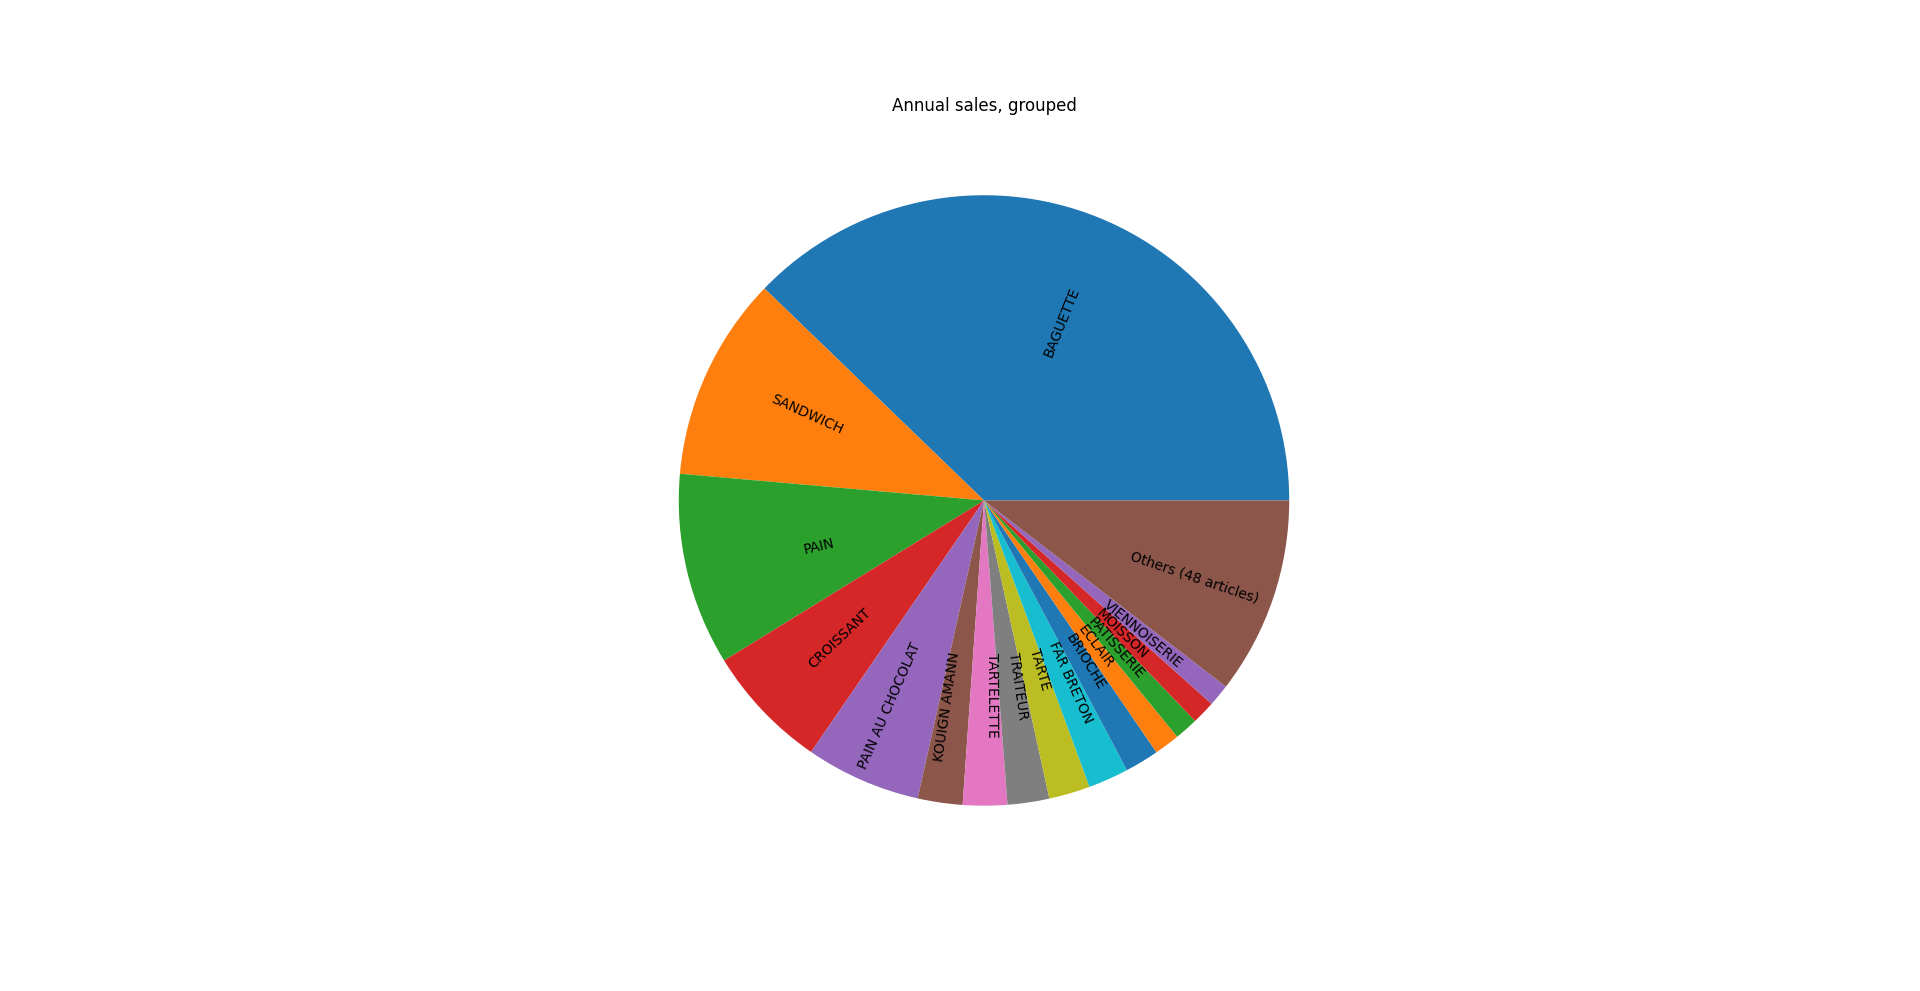 Annual sales, grouped
BAGUETTE
SANDWICH
PAIN
CROISSANT
PAIN AU CHOCOLAT
KOUIGN AMANN
TARTELETTE
TRAITEUR
TARTE
FAR BRETON
BRIOCHE
ECLAIR
PATISSERIE
MOISSON
VIENNOISERIE
Others (48 articles)